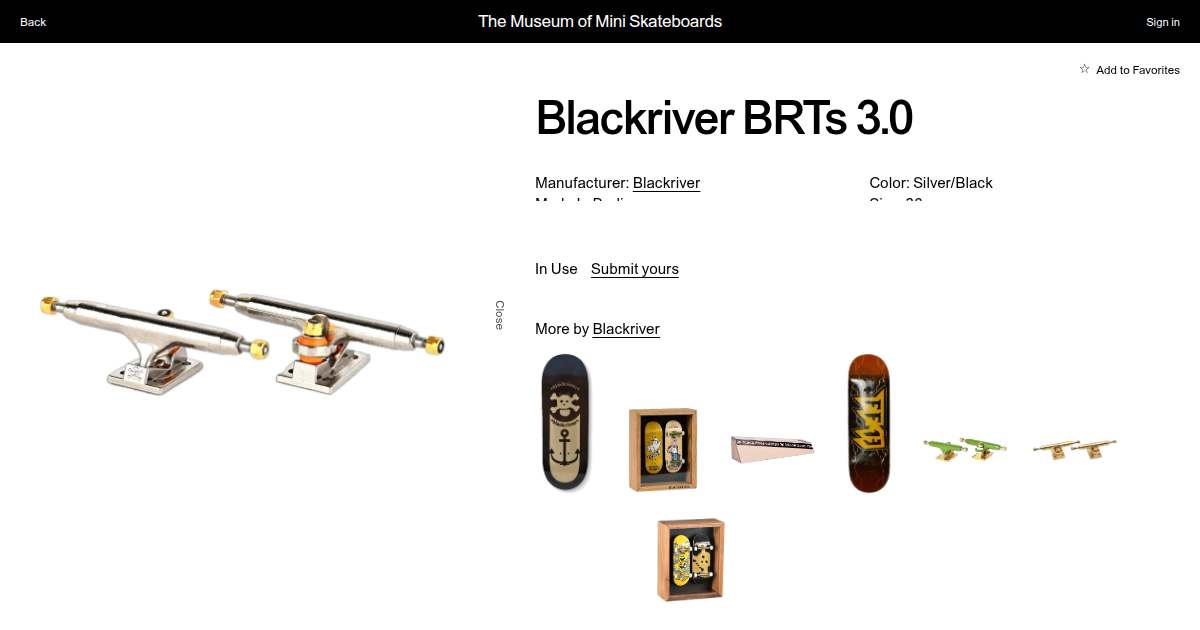 Back
The Museum of Mini Skateboards
Sign in
☆ Add to Favorites
Blackriver BRTs 3.0
Manufacturer: Blackriver
Color: Silver/Black
In Use Submit yours
Close
More by Blackriver